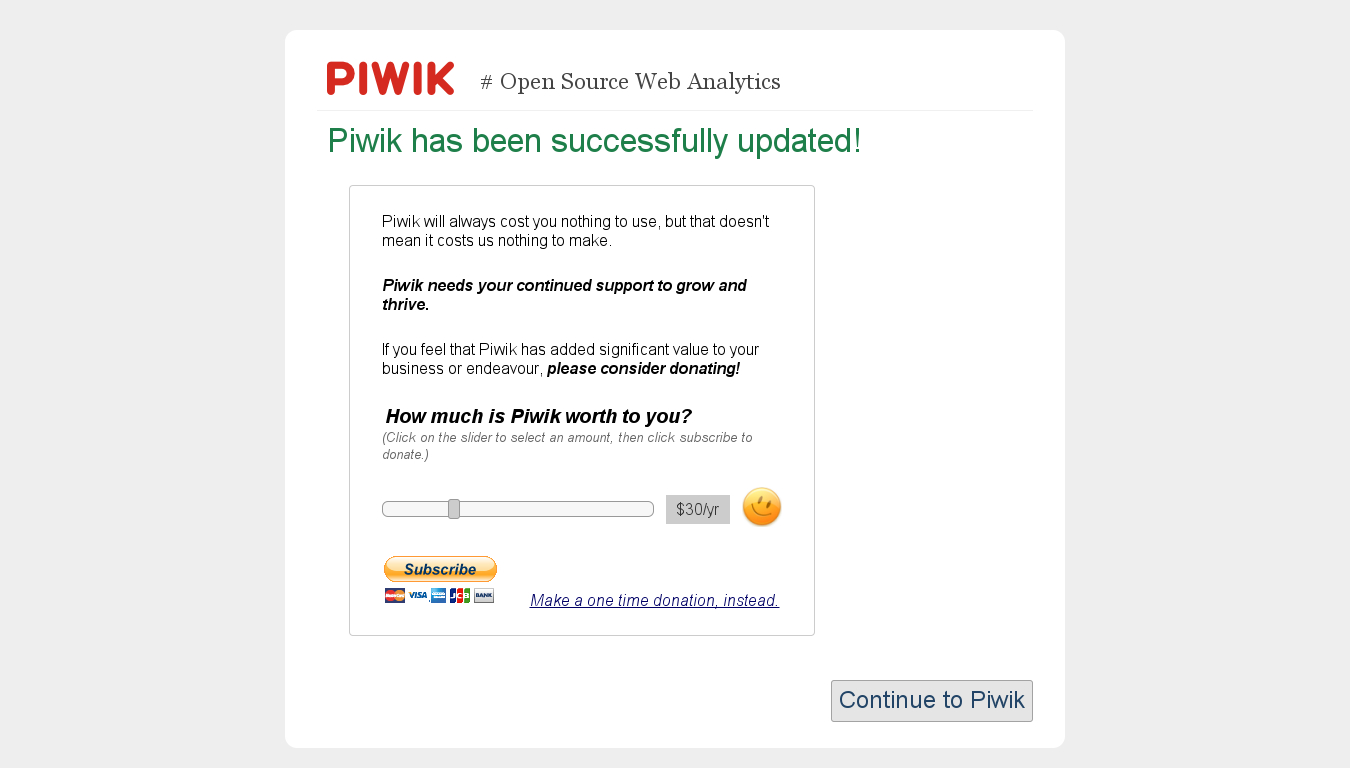 PIWIK # Open Source Web Analytics
Piwik has been successfully updated!
Piwik will always cost you nothing to use, but that doesn't
mean it costs us nothing to make.
Piwik needs your continued support to grow and
thrive.
If you feel that Piwik has added significant value to your
business or endeavour, please consider donating!
How much is Piwik worth to you?
(Click on the slider to select an amount, then click subscribe to
donate.)
$30/yr
Subscribe
VISA JCB BANK
Make a one time donation, instead.
Continue to Piwik